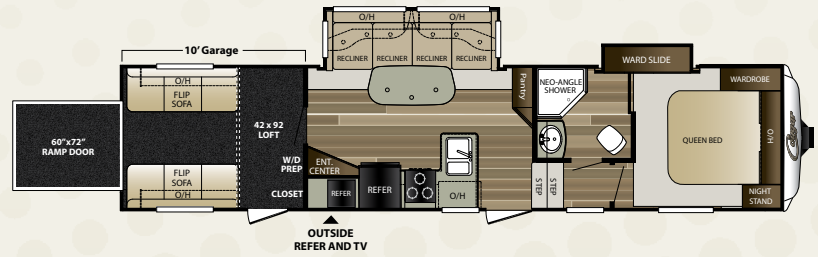 10' Garage
O/H
FLIP
SOFA
60"x72"
RAMP DOOR
42 x 92
LOFT
FLIP
SOFA
O/H
W/D
PREP
CLOSET
ENT.
CENTER
REFER
REFER
OUTSIDE
REFER AND TV
O/H
O/H
RECLINER
RECLINER
RECLINER
RECLINER
Pantry
O/H
NEO-ANGLE
SHOWER
STEP
STEP
WARD SLIDE
WARDROBE
QUEEN BED
O/H
NIGHT
STAND
Cougar